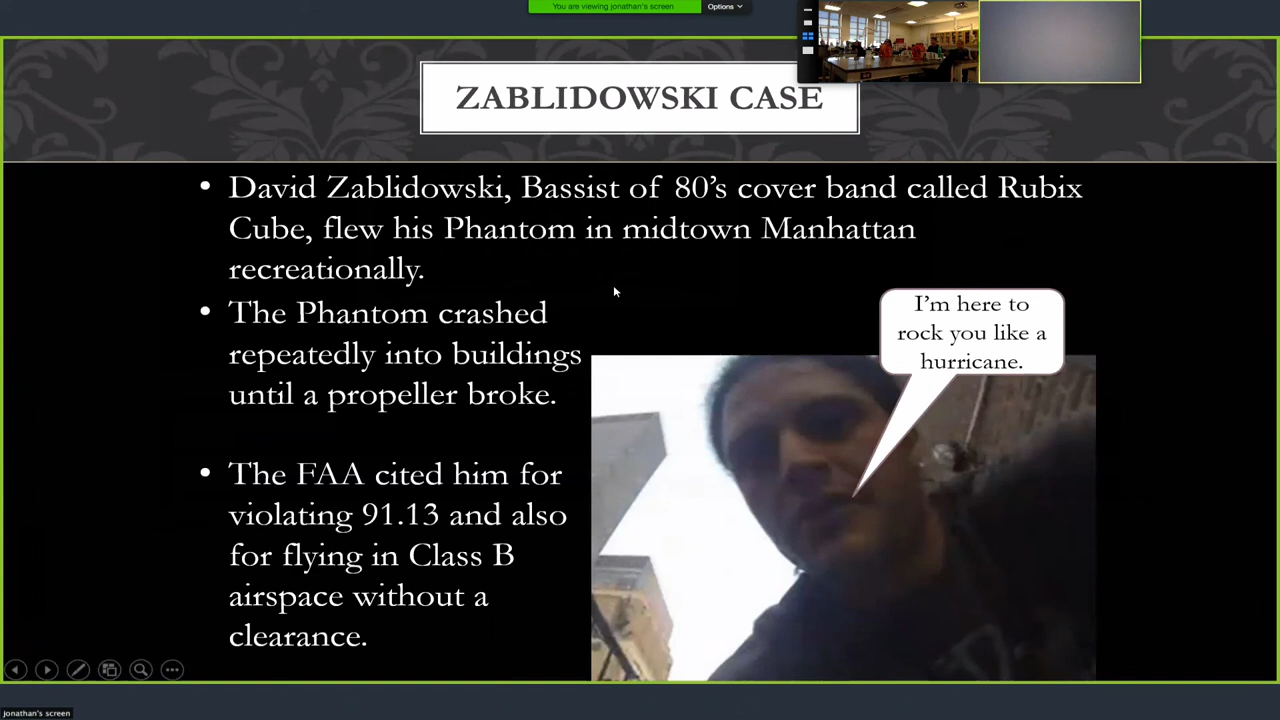 You are viewing jonathan's screen
Options
ZABLIDOWSKI CASE
• David Zablidowski, Bassist of 80’s cover band called Rubix
Cube, flew his Phantom in midtown Manhattan
recreationally.
• The Phantom crashed
repeatedly into buildings
until a propeller broke.
I’m here to
rock you like a
hurricane.
• The FAA cited him for
violating 91.13 and also
for flying in Class B
airspace without a
clearance.
jonathan's screen